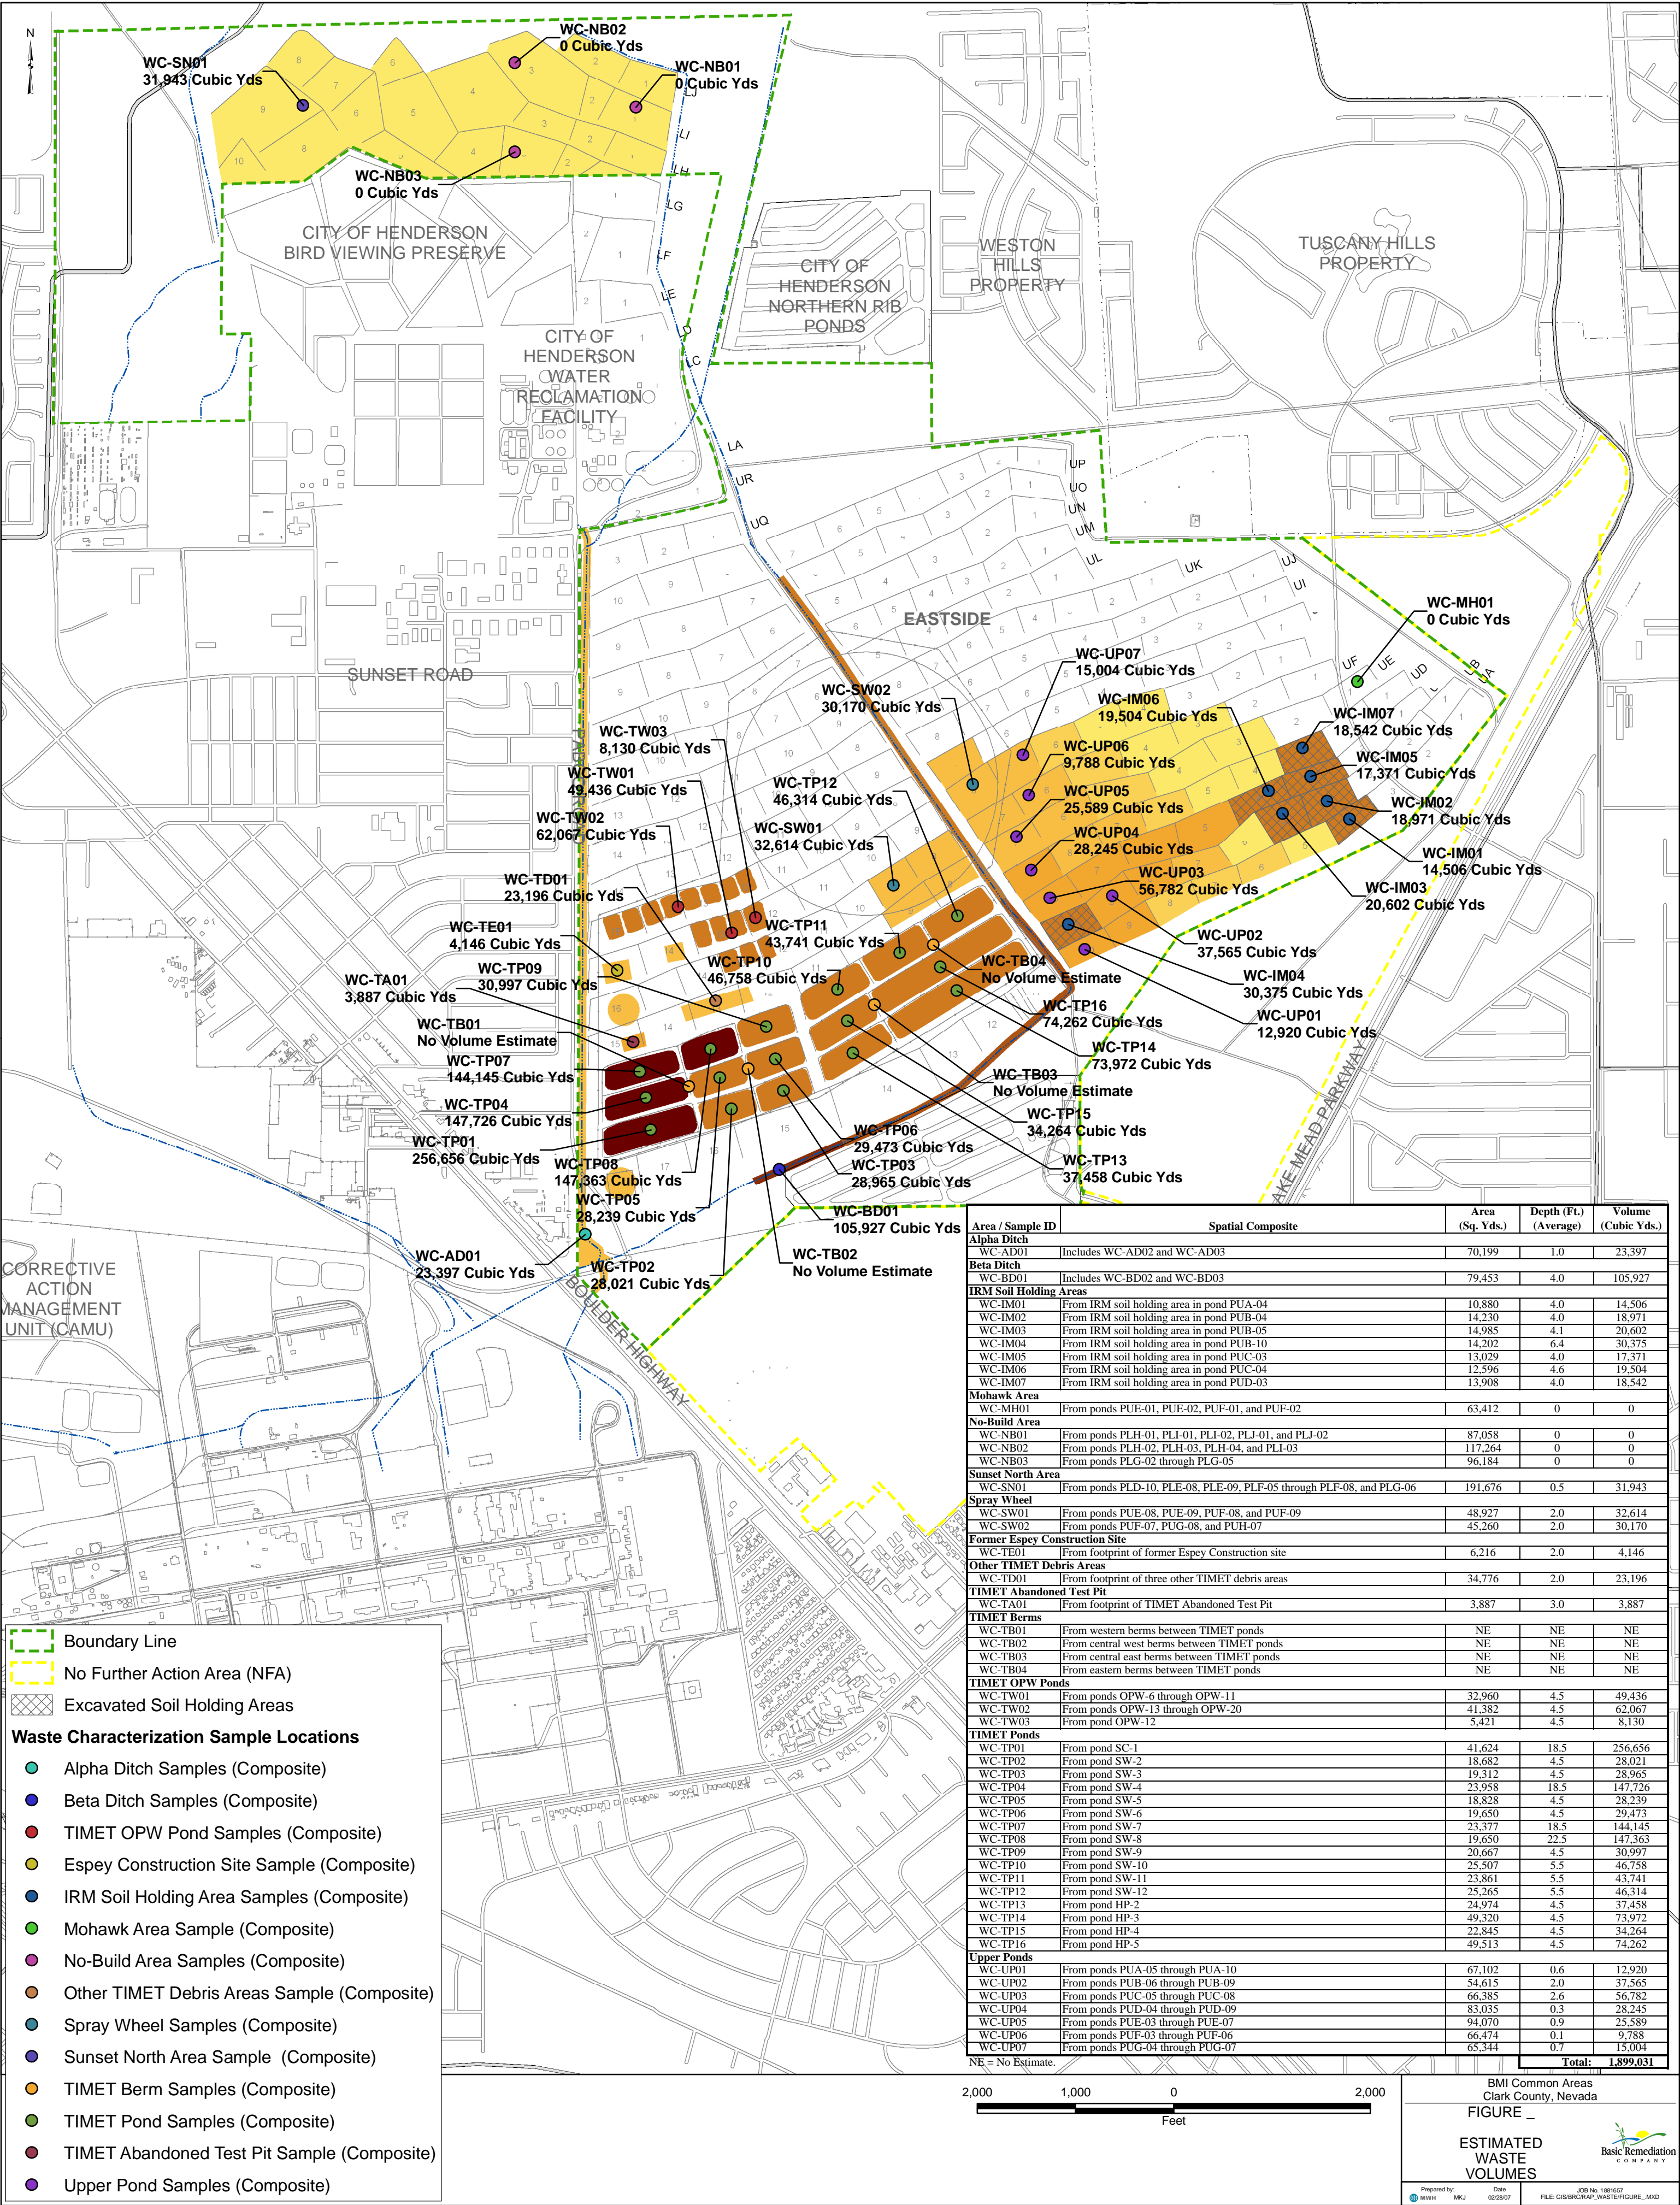 N
WC-NB02
0 Cubic Yds
WC-SN01
31,943 Cubic Yds
WC-NB01
0 Cubic Yds
LJ
LI
LH
LG
LF
LE
LC
WC-NB03
0 Cubic Yds
CITY OF HENDERSON
BIRD VIEWING PRESERVE
CITY OF
HENDERSON
NORTHERN RIB
PONDS
WESTON
HILLS
PROPERTY
TUSCANY HILLS
PROPERTY
CITY OF
HENDERSON
WATER
RECLAMATION
FACILITY
LA
UR
UQ
UP
UO
UN
UM
UL
UK
UJ
UI
EASTSIDE
SUNSET ROAD
WC-MH01
0 Cubic Yds
UF
UE
UD
UB
UA
WC-UP07
15,004 Cubic Yds
WC-SW02
30,170 Cubic Yds
WC-IM06
19,504 Cubic Yds
WC-IM07
18,542 Cubic Yds
WC-TW03
8,130 Cubic Yds
WC-UP06
9,788 Cubic Yds
WC-IM05
17,371 Cubic Yds
WC-TW01
49,436 Cubic Yds
WC-TP12
46,314 Cubic Yds
WC-UP05
25,589 Cubic Yds
WC-IM02
18,971 Cubic Yds
WC-TW02
62,067 Cubic Yds
WC-SW01
32,614 Cubic Yds
WC-UP04
28,245 Cubic Yds
WC-IM01
14,506 Cubic Yds
WC-TD01
23,196 Cubic Yds
WC-UP03
56,782 Cubic Yds
WC-IM03
20,602 Cubic Yds
WC-TE01
4,146 Cubic Yds
WC-TP11
43,741 Cubic Yds
WC-UP02
37,565 Cubic Yds
WC-TA01
3,887 Cubic Yds
WC-TP09
30,997 Cubic Yds
WC-TP10
46,758 Cubic Yds
WC-TB04
No Volume Estimate
WC-IM04
30,375 Cubic Yds
WC-TB01
No Volume Estimate
WC-TP16
74,262 Cubic Yds
WC-UP01
12,920 Cubic Yds
WC-TP07
144,145 Cubic Yds
WC-TP14
73,972 Cubic Yds
WC-TB03
No Volume Estimate
WC-TP04
147,726 Cubic Yds
WC-TP15
34,264 Cubic Yds
WC-TP01
256,656 Cubic Yds
WC-TP06
29,473 Cubic Yds
WC-TP08
147,363 Cubic Yds
WC-TP03
28,965 Cubic Yds
WC-TP13
37,458 Cubic Yds
WC-TP05
28,239 Cubic Yds
WC-BD01
105,927 Cubic Yds
WC-AD01
23,397 Cubic Yds
WC-TP02
28,021 Cubic Yds
WC-TB02
No Volume Estimate
AKE MEAD PARKWAY
BOULDER HIGHWAY
CORRECTIVE
ACTION
MANAGEMENT
UNIT (CAMU)
Area / Sample ID Spatial Composite Area (Sq. Yds.) Depth (Ft.) (Average) Volume (Cubic Yds.)
Alpha Ditch
WC-AD01 Includes WC-AD02 and WC-AD03 70,199 1.0 23,397
Beta Ditch
WC-BD01 Includes WC-BD02 and WC-BD03 79,453 4.0 105,927
IRM Soil Holding Areas
WC-IM01 From IRM soil holding area in pond PUA-04 10,880 4.0 14,506
WC-IM02 From IRM soil holding area in pond PUB-04 14,230 4.0 18,971
WC-IM03 From IRM soil holding area in pond PUB-05 14,985 4.1 20,602
WC-IM04 From IRM soil holding area in pond PUB-10 14,202 6.4 30,375
WC-IM05 From IRM soil holding area in pond PUC-03 13,029 4.0 17,371
WC-IM06 From IRM soil holding area in pond PUC-04 12,596 4.6 19,504
WC-IM07 From IRM soil holding area in pond PUD-03 13,908 4.0 18,542
Mohawk Area
WC-MH01 From ponds PUE-01, PUE-02, PUF-01, and PUF-02 63,412 0 0
No-Build Area
WC-NB01 From ponds PLH-01, PLI-01, PLI-02, PLJ-01, and PLJ-02 87,058 0 0
WC-NB02 From ponds PLH-02, PLH-03, PLH-04, and PLI-03 117,264 0 0
WC-NB03 From ponds PLG-02 through PLG-05 96,184 0 0
Sunset North Area
WC-SN01 From ponds PLD-10, PLE-08, PLE-09, PLF-05 through PLF-08, and PLG-06 191,676 0.5 31,943
Spray Wheel
WC-SW01 From ponds PUE-08, PUE-09, PUF-08, and PUF-09 48,927 2.0 32,614
WC-SW02 From ponds PUF-07, PUG-08, and PUH-07 45,260 2.0 30,170
Former Espey Construction Site
WC-TE01 From footprint of former Espey Construction site 6,216 2.0 4,146
Other TIMET Debris Areas
WC-TD01 From footprint of three other TIMET debris areas 34,776 2.0 23,196
TIMET Abandoned Test Pit
WC-TA01 From footprint of TIMET Abandoned Test Pit 3,887 3.0 3,887
TIMET Berms
WC-TB01 From western berms between TIMET ponds NE NE NE
WC-TB02 From central west berms between TIMET ponds NE NE NE
WC-TB03 From central east berms between TIMET ponds NE NE NE
WC-TB04 From eastern berms between TIMET ponds NE NE NE
TIMET OPW Ponds
WC-TW01 From ponds OPW-6 through OPW-11 32,960 4.5 49,436
WC-TW02 From ponds OPW-13 through OPW-20 41,382 4.5 62,067
WC-TW03 From pond OPW-12 5,421 4.5 8,130
TIMET Ponds
WC-TP01 From pond SC-1 41,624 18.5 256,656
WC-TP02 From pond SW-2 18,682 4.5 28,021
WC-TP03 From pond SW-3 19,312 4.5 28,965
WC-TP04 From pond SW-4 23,958 18.5 147,726
WC-TP05 From pond SW-5 18,828 4.5 28,239
WC-TP06 From pond SW-6 19,650 4.5 29,473
WC-TP07 From pond SW-7 23,377 18.5 144,145
WC-TP08 From pond SW-8 19,650 22.5 147,363
WC-TP09 From pond SW-9 20,667 4.5 30,997
WC-TP10 From pond SW-10 25,507 5.5 46,758
WC-TP11 From pond SW-11 23,861 5.5 43,741
WC-TP12 From pond SW-12 25,265 5.5 46,314
WC-TP13 From pond HP-2 24,974 4.5 37,458
WC-TP14 From pond HP-3 49,320 4.5 73,972
WC-TP15 From pond HP-4 22,845 4.5 34,264
WC-TP16 From pond HP-5 49,513 4.5 74,262
Upper Ponds
WC-UP01 From ponds PUA-05 through PUA-10 67,102 0.6 12,920
WC-UP02 From ponds PUB-06 through PUB-09 54,615 2.0 37,565
WC-UP03 From ponds PUC-05 through PUC-08 66,385 2.6 56,782
WC-UP04 From ponds PUD-04 through PUD-09 83,035 0.3 28,245
WC-UP05 From ponds PUE-03 through PUE-07 94,070 0.9 25,589
WC-UP06 From ponds PUF-03 through PUF-06 66,474 0.1 9,788
WC-UP07 From ponds PUG-04 through PUG-07 65,344 0.7 15,004
NE = No Estimate.
Total: 1,899,031
Boundary Line
No Further Action Area (NFA)
Excavated Soil Holding Areas
Waste Characterization Sample Locations
Alpha Ditch Samples (Composite)
Beta Ditch Samples (Composite)
TIMET OPW Pond Samples (Composite)
Espey Construction Site Sample (Composite)
IRM Soil Holding Area Samples (Composite)
Mohawk Area Sample (Composite)
No-Build Area Samples (Composite)
Other TIMET Debris Areas Sample (Composite)
Spray Wheel Samples (Composite)
Sunset North Area Sample (Composite)
TIMET Berm Samples (Composite)
TIMET Pond Samples (Composite)
TIMET Abandoned Test Pit Sample (Composite)
Upper Pond Samples (Composite)
2,000 1,000 0 2,000
Feet
BMI Common Areas
Clark County, Nevada
FIGURE _
ESTIMATED
WASTE
VOLUMES
Basic Remediation
COMPANY
Prepared by: MWH MKJ
Date 02/28/07
JOB No. 1881657
FILE: GIS/BRC/RAP_WASTE/FIGURE_.MXD